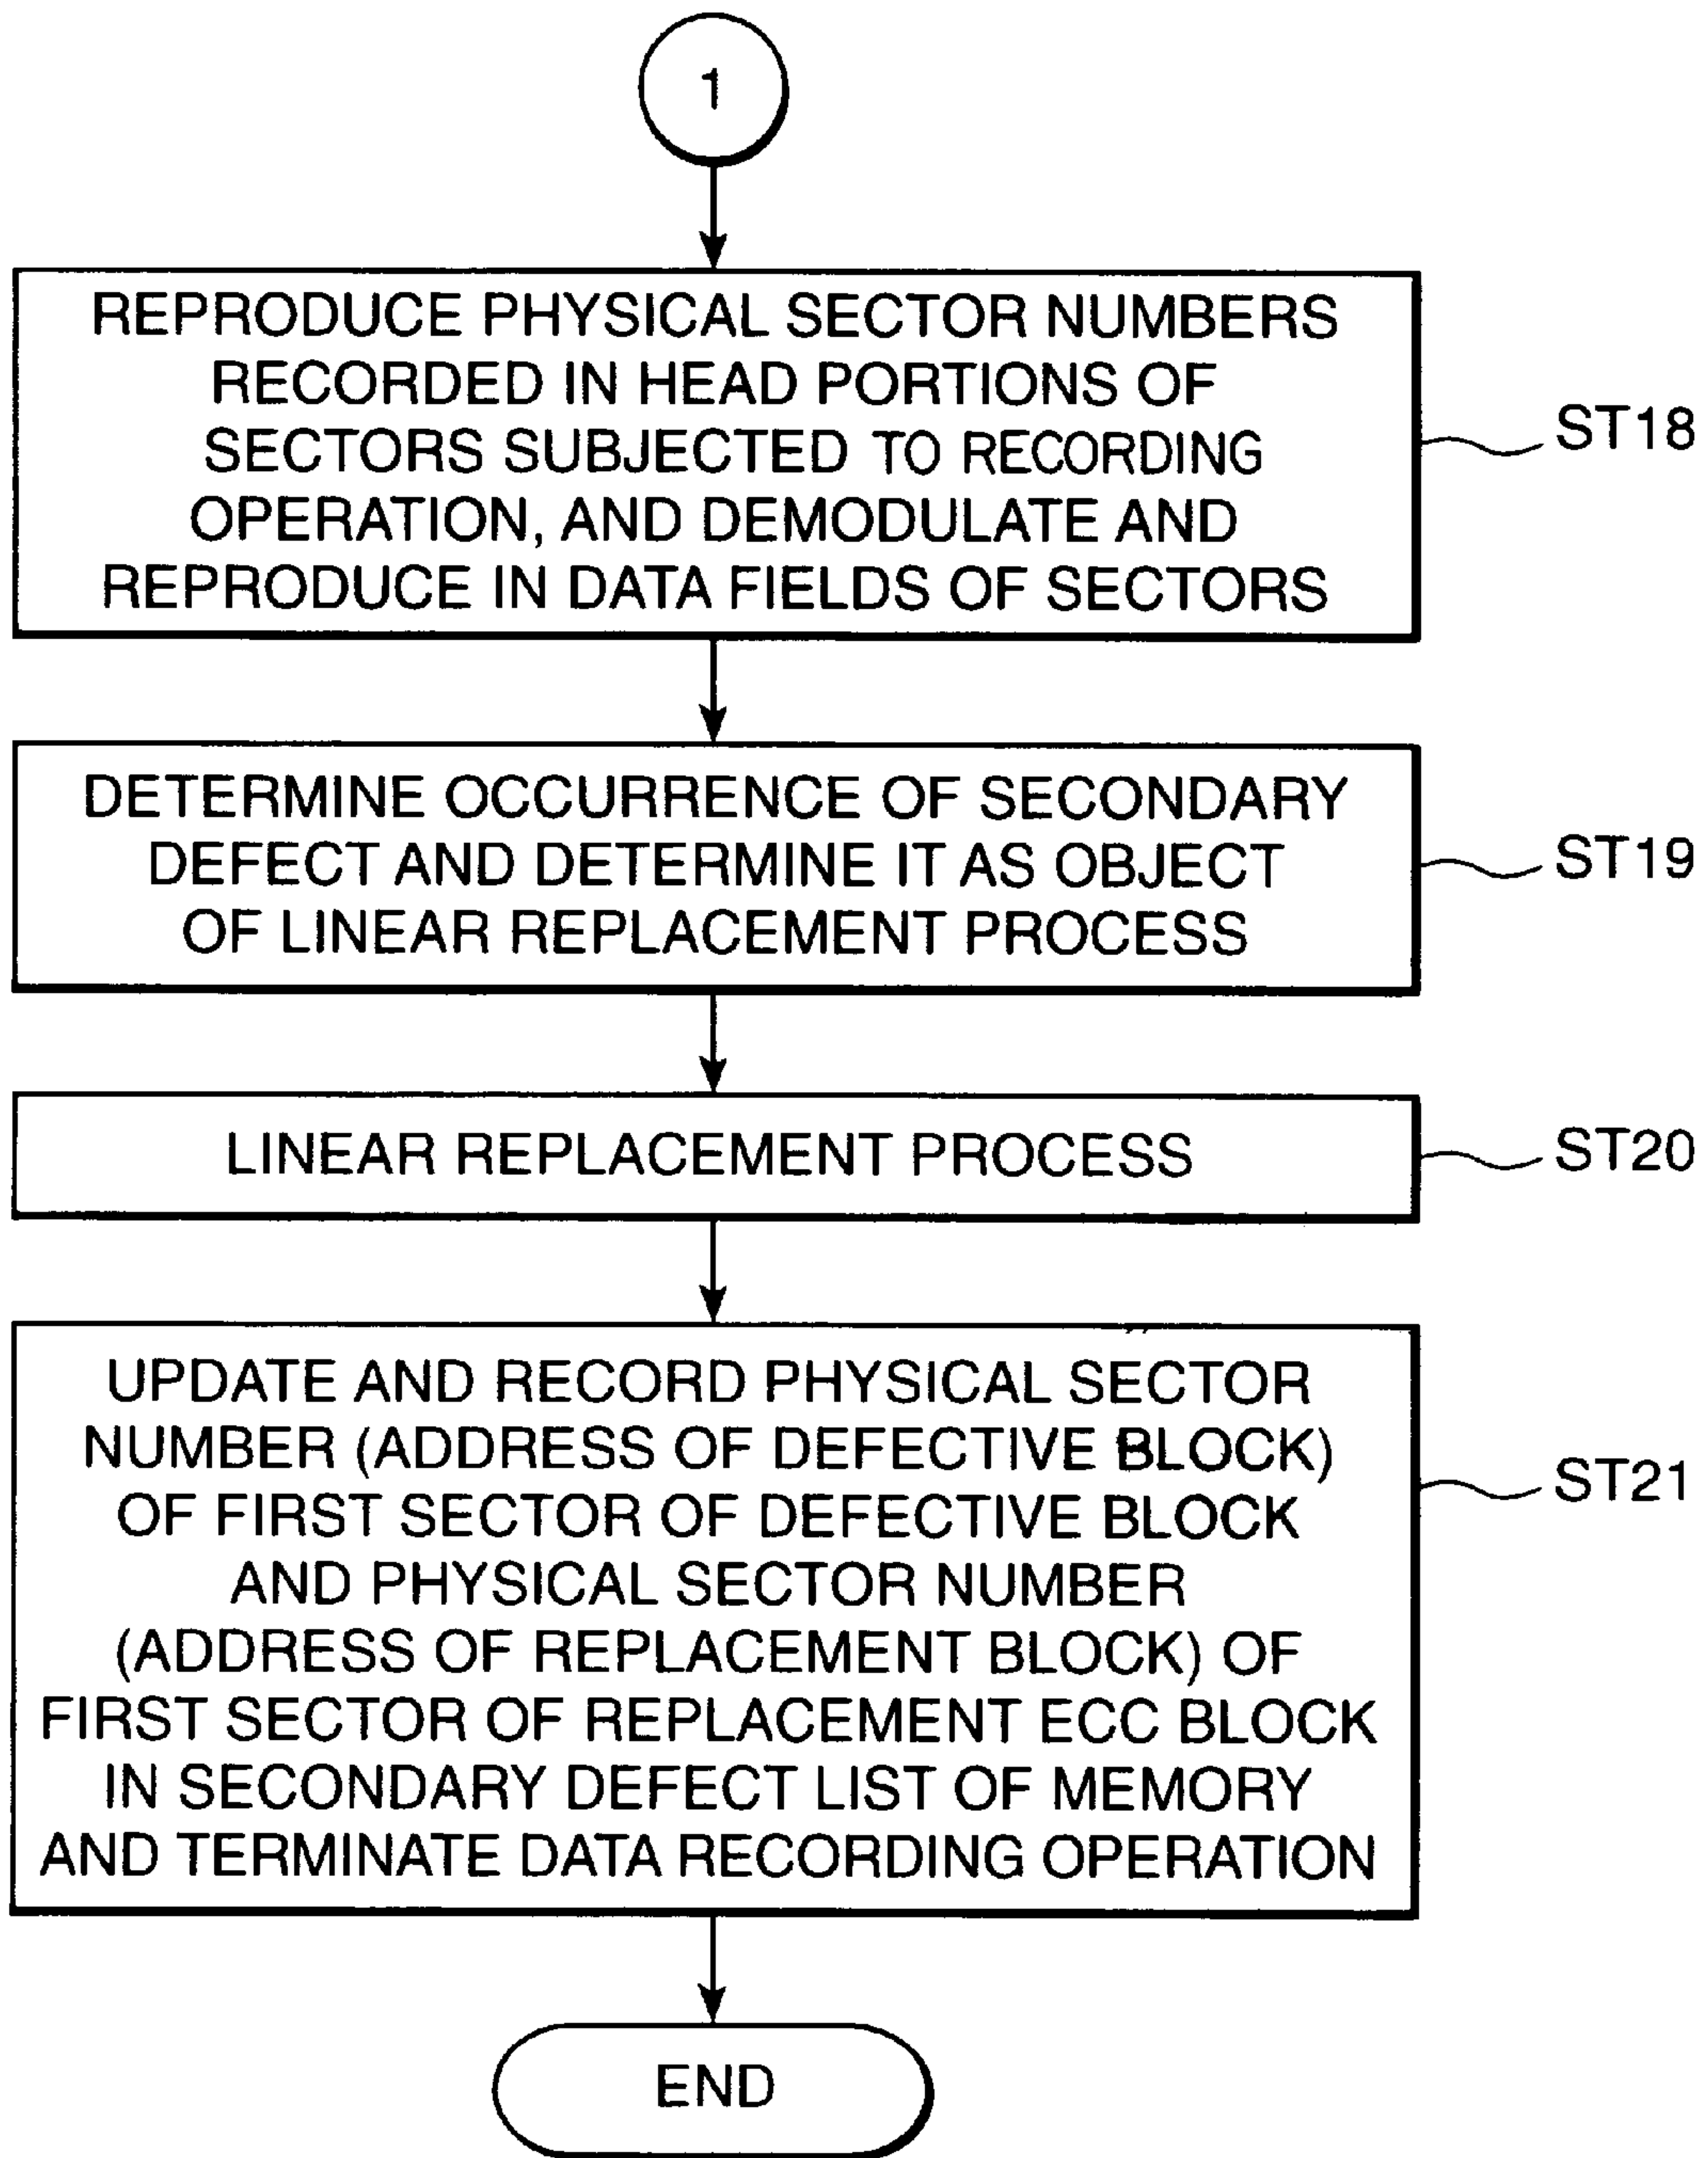 1
REPRODUCE PHYSICAL SECTOR NUMBERS
RECORDED IN HEAD PORTIONS OF
SECTORS SUBJECTED TO RECORDING
OPERATION, AND DEMODULATE AND
REPRODUCE IN DATA FIELDS OF SECTORS
ST18
DETERMINE OCCURRENCE OF SECONDARY
DEFECT AND DETERMINE IT AS OBJECT
OF LINEAR REPLACEMENT PROCESS
ST19
LINEAR REPLACEMENT PROCESS
ST20
UPDATE AND RECORD PHYSICAL SECTOR
NUMBER (ADDRESS OF DEFECTIVE BLOCK)
OF FIRST SECTOR OF DEFECTIVE BLOCK
AND PHYSICAL SECTOR NUMBER
(ADDRESS OF REPLACEMENT BLOCK) OF
FIRST SECTOR OF REPLACEMENT ECC BLOCK
IN SECONDARY DEFECT LIST OF MEMORY
AND TERMINATE DATA RECORDING OPERATION
ST21
END